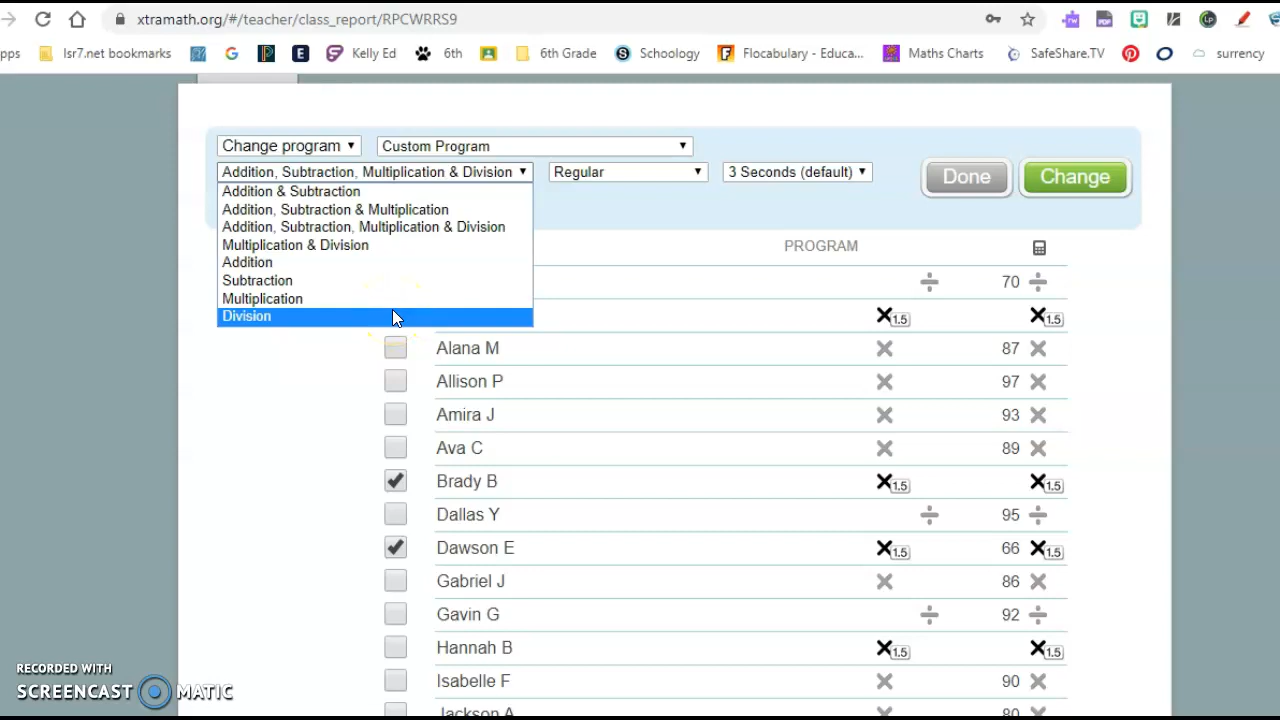 xtramath.org/#/teacher/class_report/RPCWRRS9
pps lsr7.net bookmarks Kelly Ed 6th 6th Grade Schoology Flocabulary - Educa... Maths Charts SafeShare.TV surrency
Change program Custom Program
Addition, Subtraction, Multiplication & Division Regular 3 Seconds (default) Done Change
Addition & Subtraction
Addition, Subtraction & Multiplication
Addition, Subtraction, Multiplication & Division
Multiplication & Division
Addition
Subtraction
Multiplication
Division
PROGRAM
÷ 70 ÷
×1.5 ×1.5
Alana M × 87 ×
Allison P × 97 ×
Amira J × 93 ×
Ava C × 89 ×
Brady B ×1.5 ×1.5
Dallas Y ÷ 95 ÷
Dawson E ×1.5 66 ×1.5
Gabriel J × 86 ×
Gavin G ÷ 92 ÷
Hannah B ×1.5 ×1.5
Isabelle F × 90 ×
Jackson A × 80 ×
RECORDED WITH
SCREENCAST MATIC